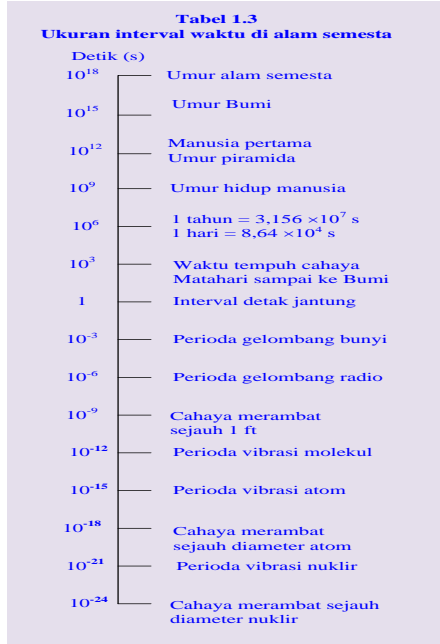 Tabel 1.3
Ukuran interval waktu di alam semesta
Detik (s)
10¹⁸ Umur alam semesta
Umur Bumi
10¹⁵
10¹² Manusia pertama
Umur piramida
10⁹ Umur hidup manusia
10⁶ 1 tahun = 3,156 ×10⁷ s
1 hari = 8,64 ×10⁴ s
10³ Waktu tempuh cahaya
Matahari sampai ke Bumi
1 Interval detak jantung
10⁻³ Perioda gelombang bunyi
10⁻⁶ Perioda gelombang radio
10⁻⁹ Cahaya merambat
sejauh 1 ft
10⁻¹² Perioda vibrasi molekul
10⁻¹⁵ Perioda vibrasi atom
10⁻¹⁸ Cahaya merambat
sejauh diameter atom
10⁻²¹ Perioda vibrasi nuklir
10⁻²⁴ Cahaya merambat sejauh
diameter nuklir